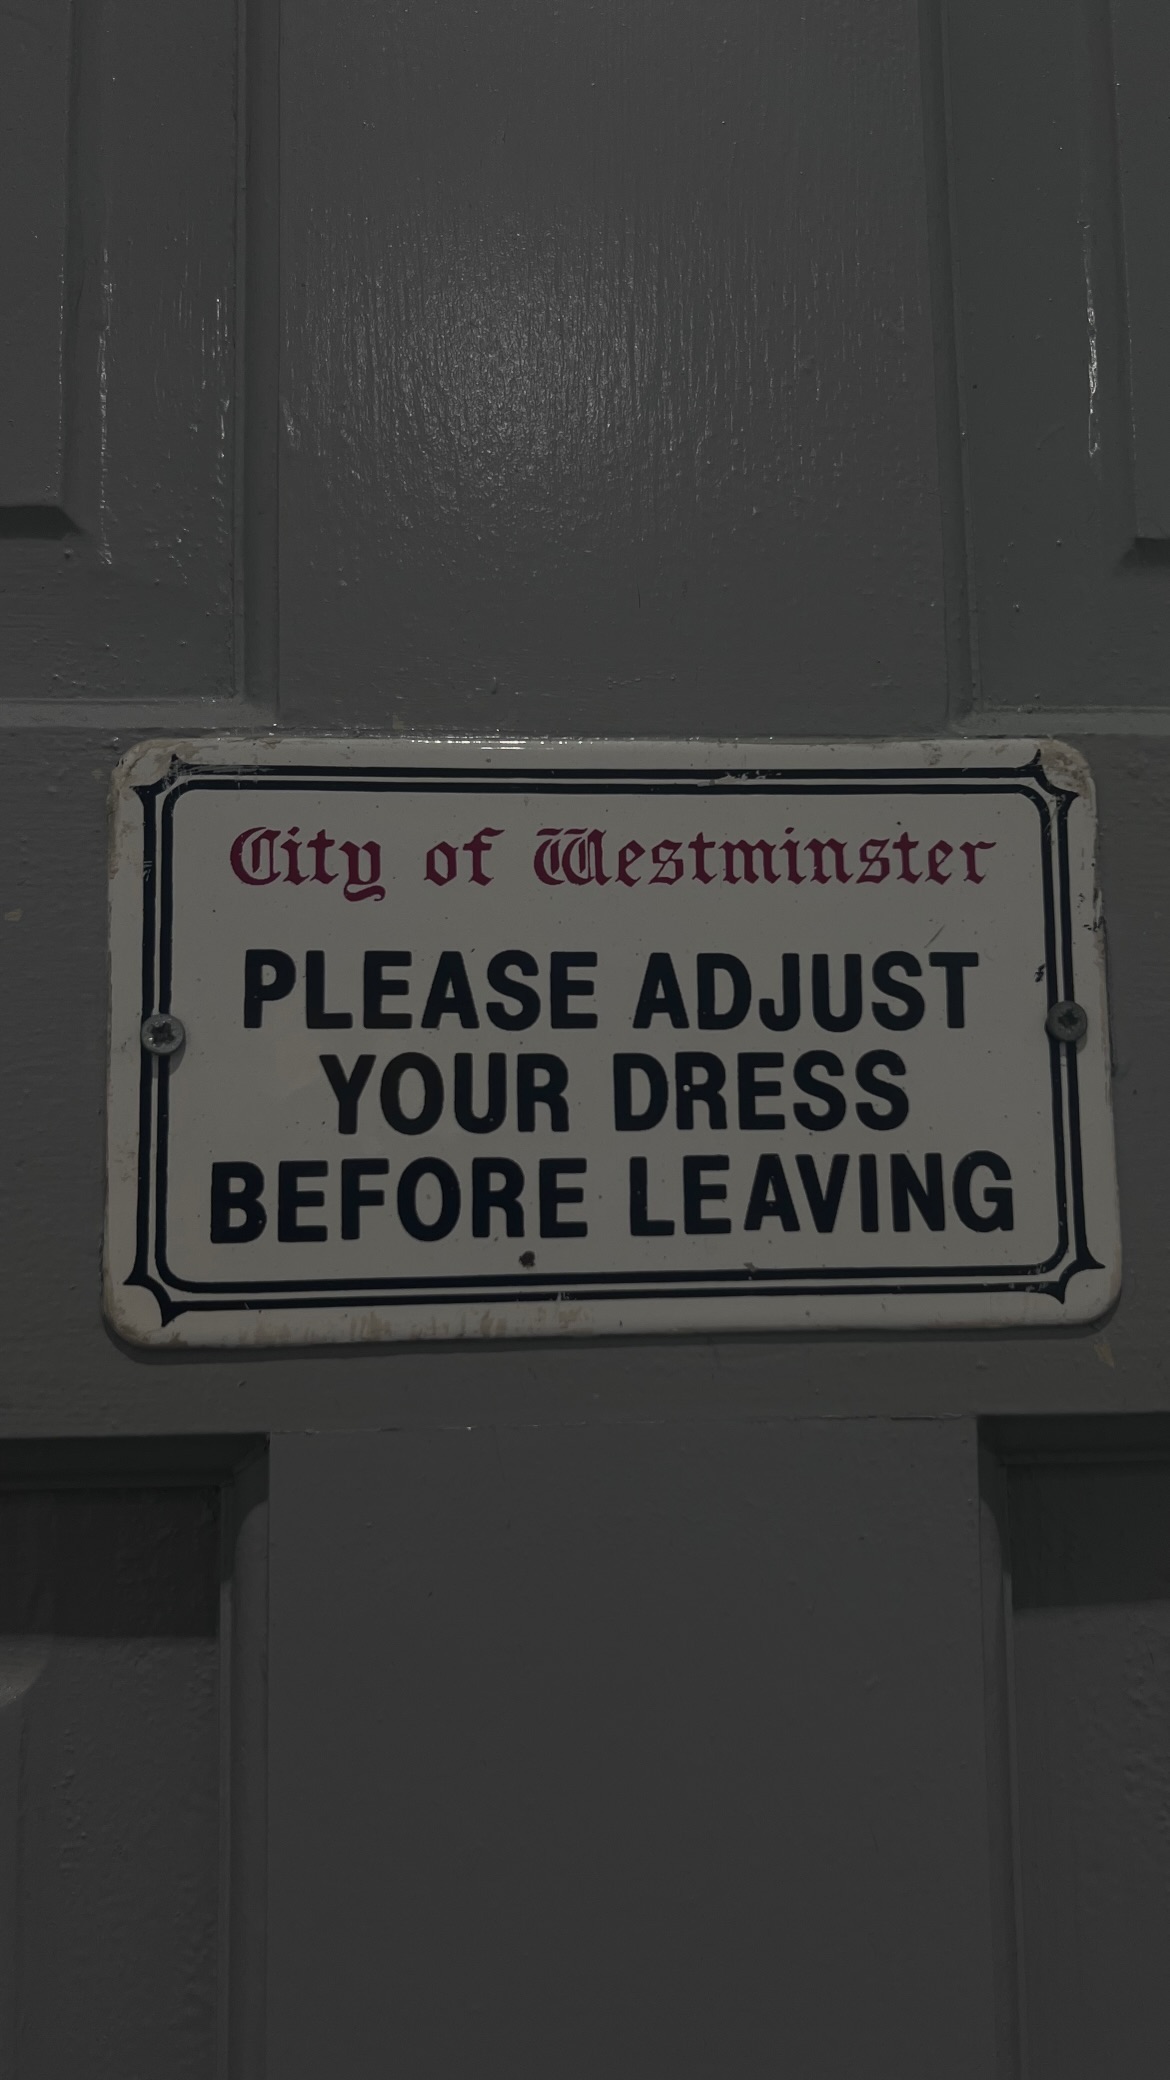 City of Westminster
PLEASE ADJUST
YOUR DRESS
BEFORE LEAVING